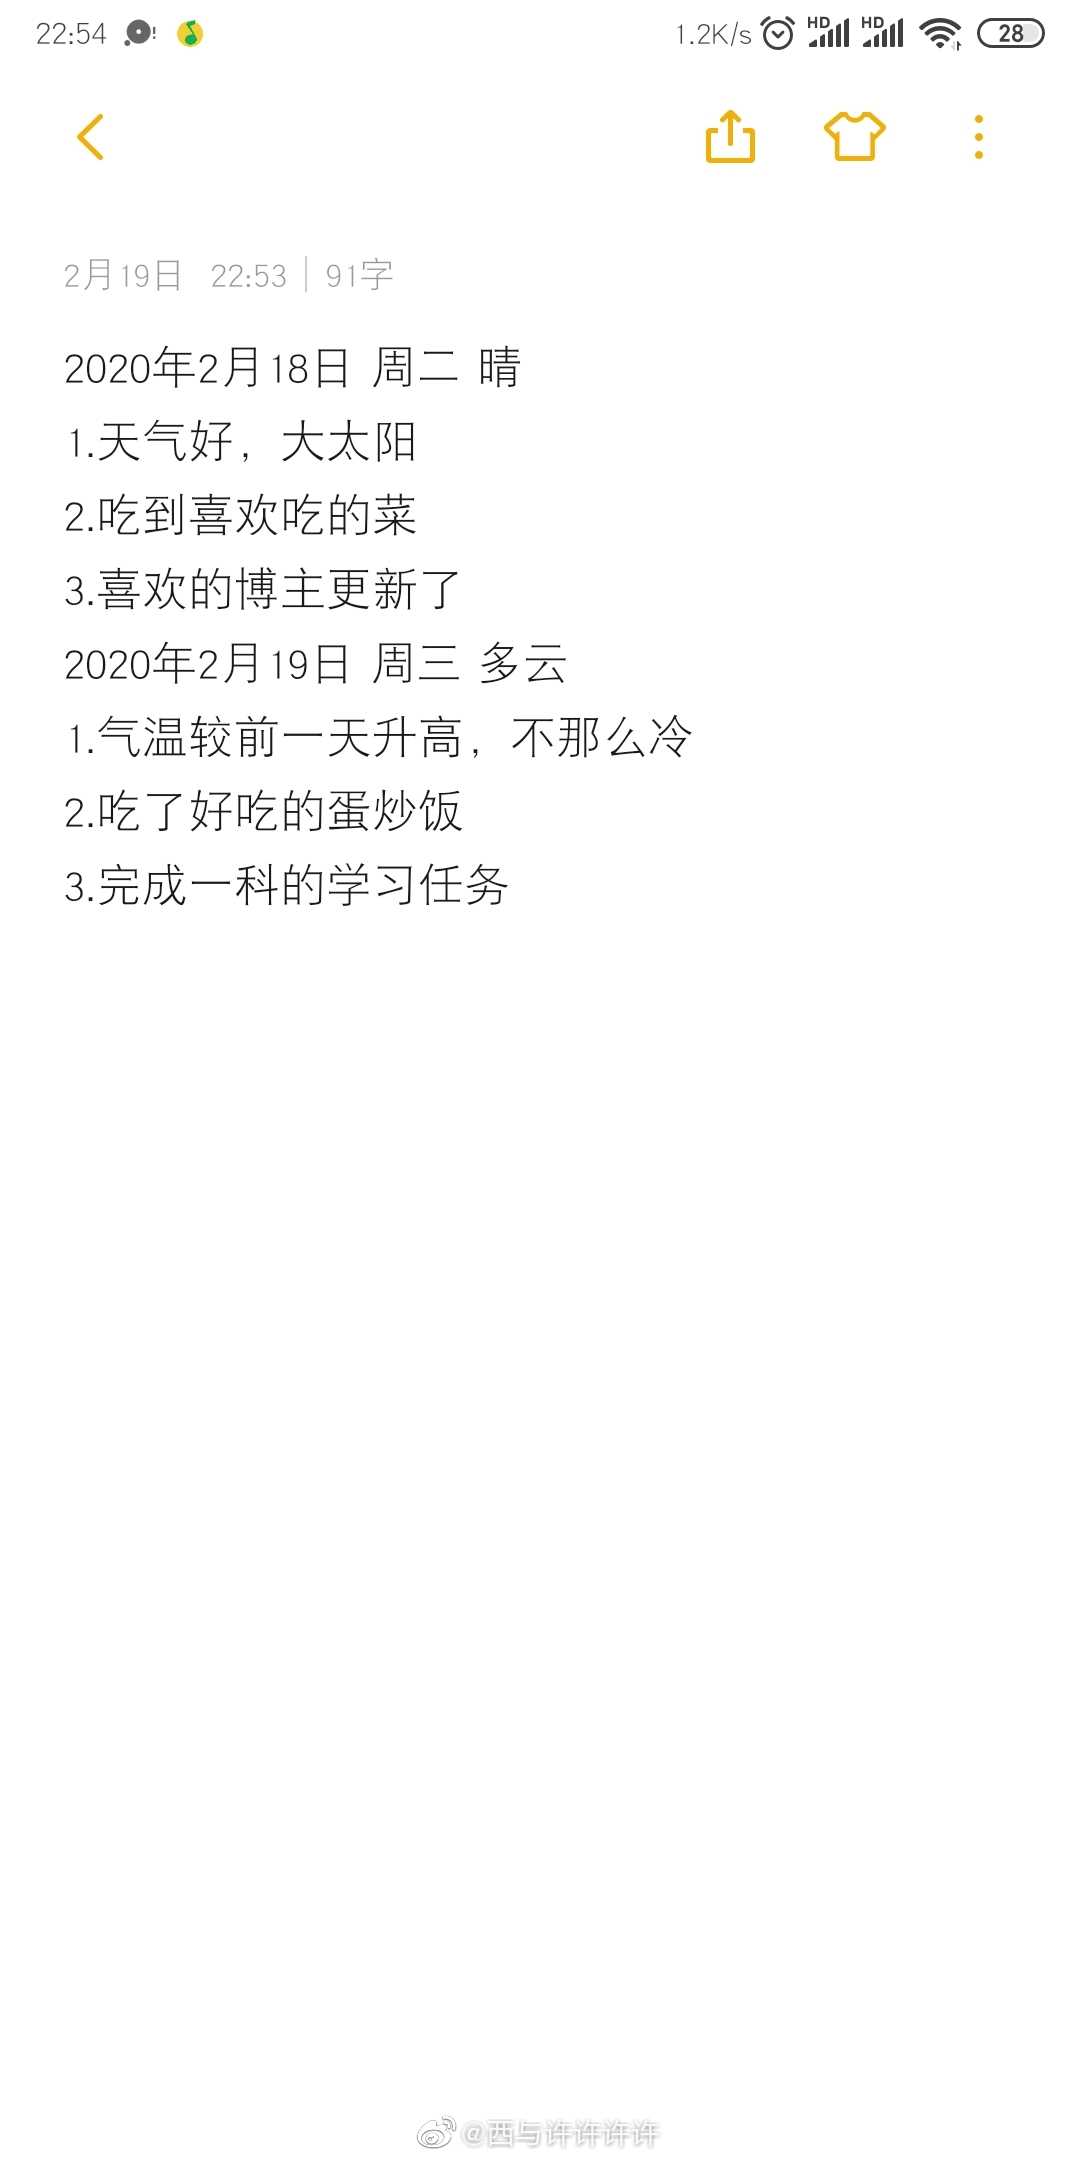 22:54
1.2K/s HD HD 28
2月19日 22:53 | 91字
2020年2月18日 周二 晴
1.天气好，大太阳
2.吃到喜欢吃的菜
3.喜欢的博主更新了
2020年2月19日 周三 多云
1.气温较前一天升高，不那么冷
2.吃了好吃的蛋炒饭
3.完成一科的学习任务
@西与许许许许